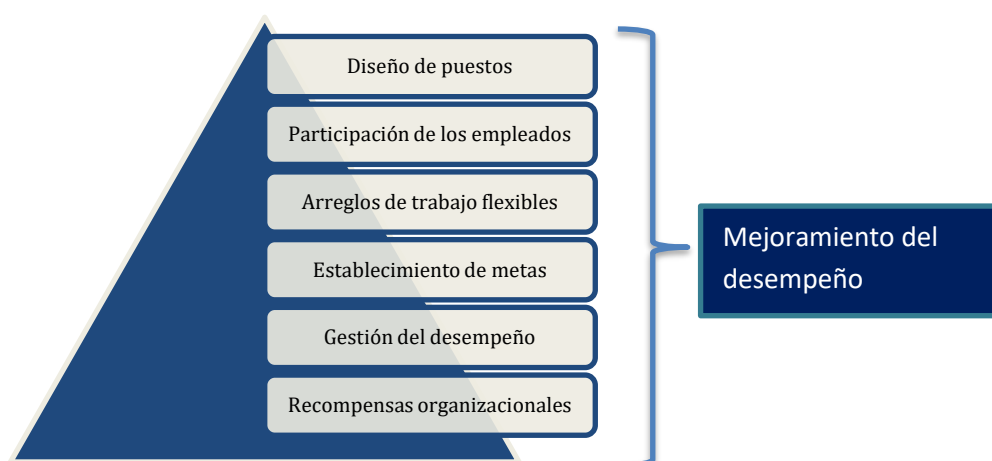 Diseño de puestos
Participación de los empleados
Arreglos de trabajo flexibles
Establecimiento de metas
Gestión del desempeño
Recompensas organizacionales
Mejoramiento del
desempeño